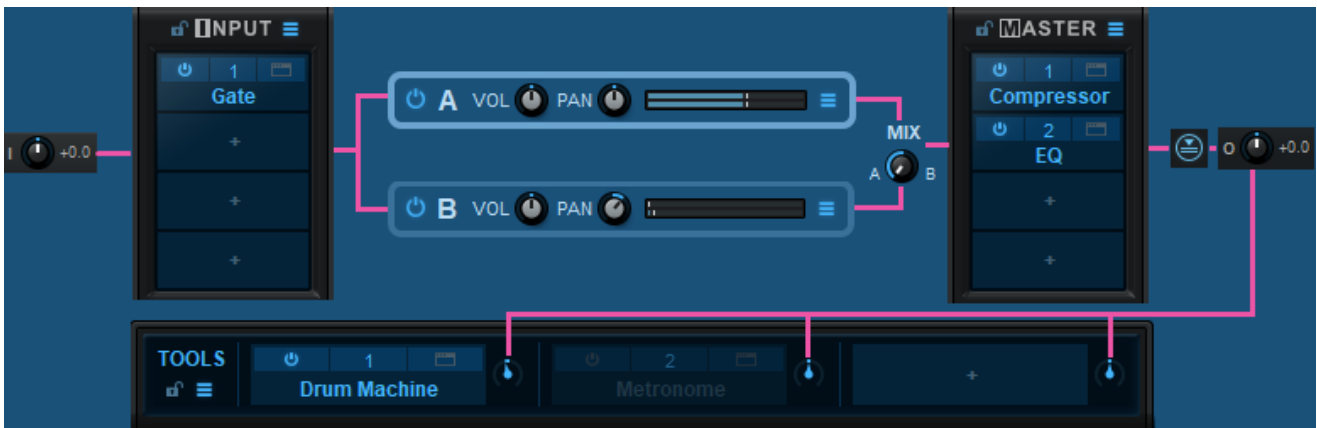 INPUT
1
Gate
I +0.0
A VOL PAN
B VOL PAN
MIX
A B
MASTER
1
Compressor
2
EQ
O +0.0
TOOLS
1
Drum Machine
2
Metronome